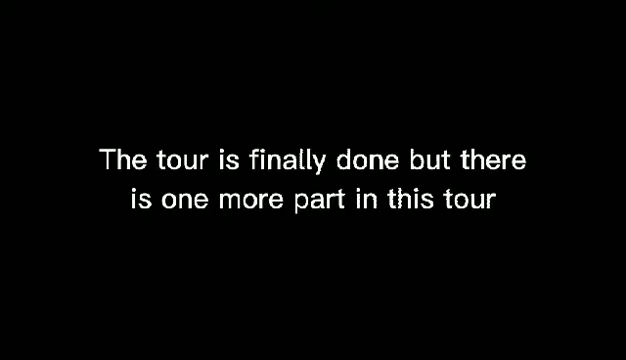 The tour is finally done but there
is one more part in this tour